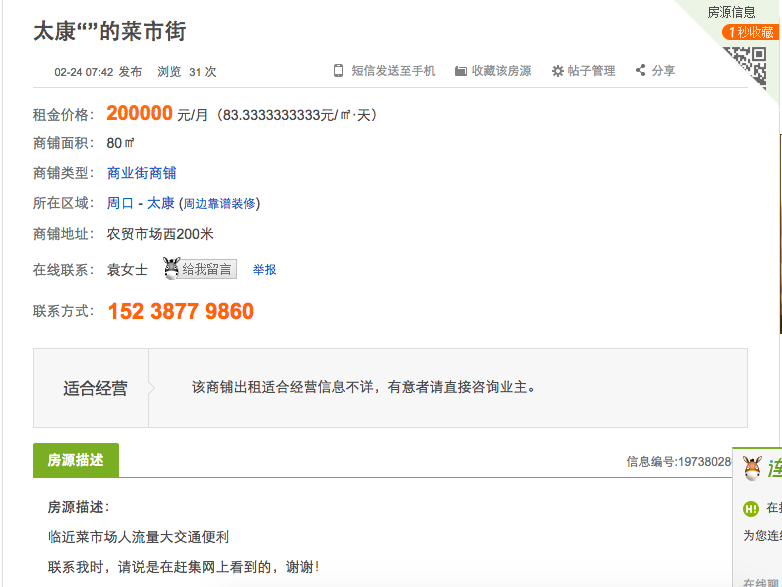 房源信息
1秒收藏
太康“”的菜市街
02-24 07:42 发布 浏览 31 次 短信发送至手机 收藏该房源 帖子管理 分享
租金价格： 200000 元/月（83.3333333333元/㎡·天）
商铺面积： 80㎡
商铺类型： 商业街商铺
所在区域： 周口 - 太康 (周边靠谱装修)
商铺地址： 农贸市场西200米
在线联系： 袁女士 给我留言 举报
联系方式： 152 3877 9860
适合经营 该商铺出租适合经营信息不详，有意者请直接咨询业主。
房源描述 信息编号:1973802
房源描述：
临近菜市场人流量大交通便利
联系我时，请说是在赶集网上看到的，谢谢！
Hi 在
为您连
在线聊